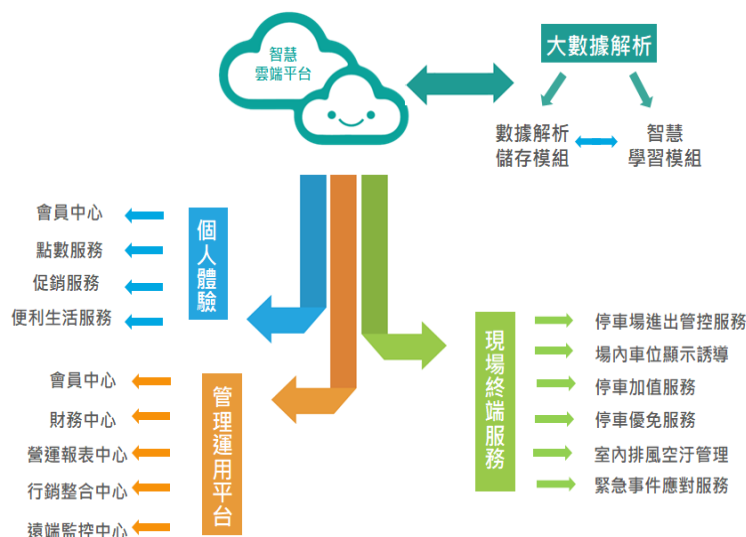 智慧
雲端平台
大數據解析
數據解析
儲存模組
智慧
學習模組
個人體驗
會員中心
點數服務
促銷服務
便利生活服務
管理運用平台
會員中心
財務中心
營運報表中心
行銷整合中心
遠端監控中心
現場終端服務
停車場進出管控服務
場內車位顯示誘導
停車加值服務
停車優免服務
室內排風空汙管理
緊急事件應對服務